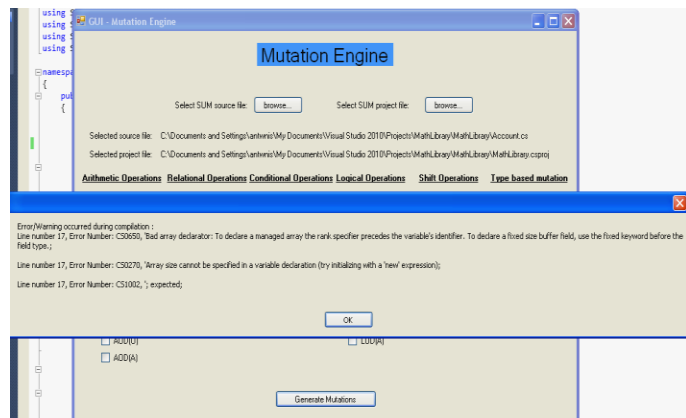 using S
using
using S
using S
namespa
{
pub
{
GUI - Mutation Engine
Mutation Engine
Select SUM source file: browse... Select SUM project file: browse...
Selected source file: C:\Documents and Settings\antwnis\My Documents\Visual Studio 2010\Projects\MathLibrary\MathLibrary\Account.cs
Selected project file: C:\Documents and Settings\antwnis\My Documents\Visual Studio 2010\Projects\MathLibrary\MathLibrary\MathLibrary.csproj
Arithmetic Operations Relational Operations Conditional Operations Logical Operations Shift Operations Type based mutation
Error/Warning occurred during compilation :
Line number 17, Error Number: CS0650, 'Bad array declarator: To declare a managed array the rank specifier precedes the variable's identifier. To declare a fixed size buffer field, use the fixed keyword before the
field type.;
Line number 17, Error Number: CS0270, 'Array size cannot be specified in a variable declaration (try initializing with a 'new' expression);
Line number 17, Error Number: CS1002, '; expected;
OK
AOD(U) LOD(A)
AOD(A)
Generate Mutations